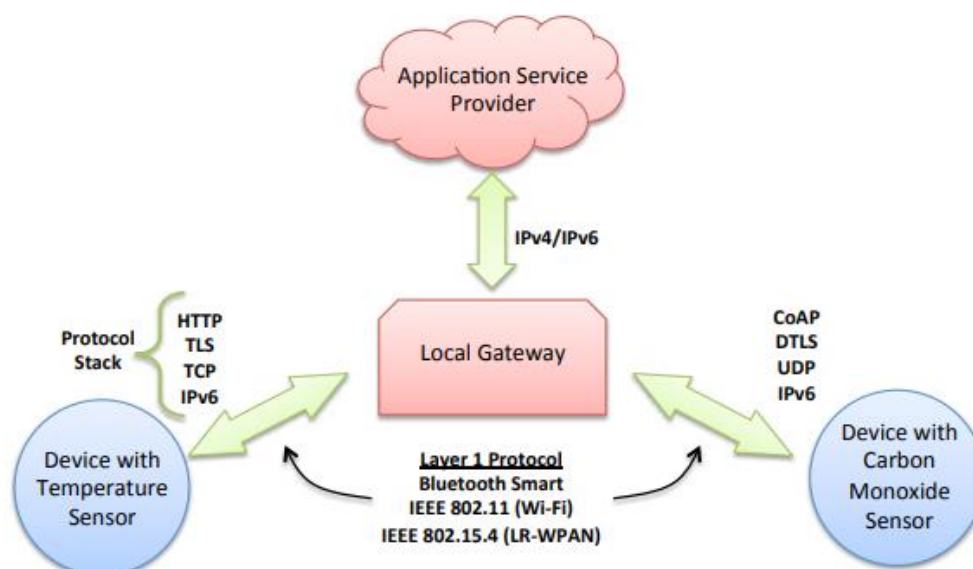 Application Service
Provider
IPv4/IPv6
Protocol
Stack
HTTP
TLS
TCP
IPv6
Local Gateway
CoAP
DTLS
UDP
IPv6
Device with
Temperature
Sensor
Layer 1 Protocol
Bluetooth Smart
IEEE 802.11 (Wi-Fi)
IEEE 802.15.4 (LR-WPAN)
Device with
Carbon
Monoxide
Sensor